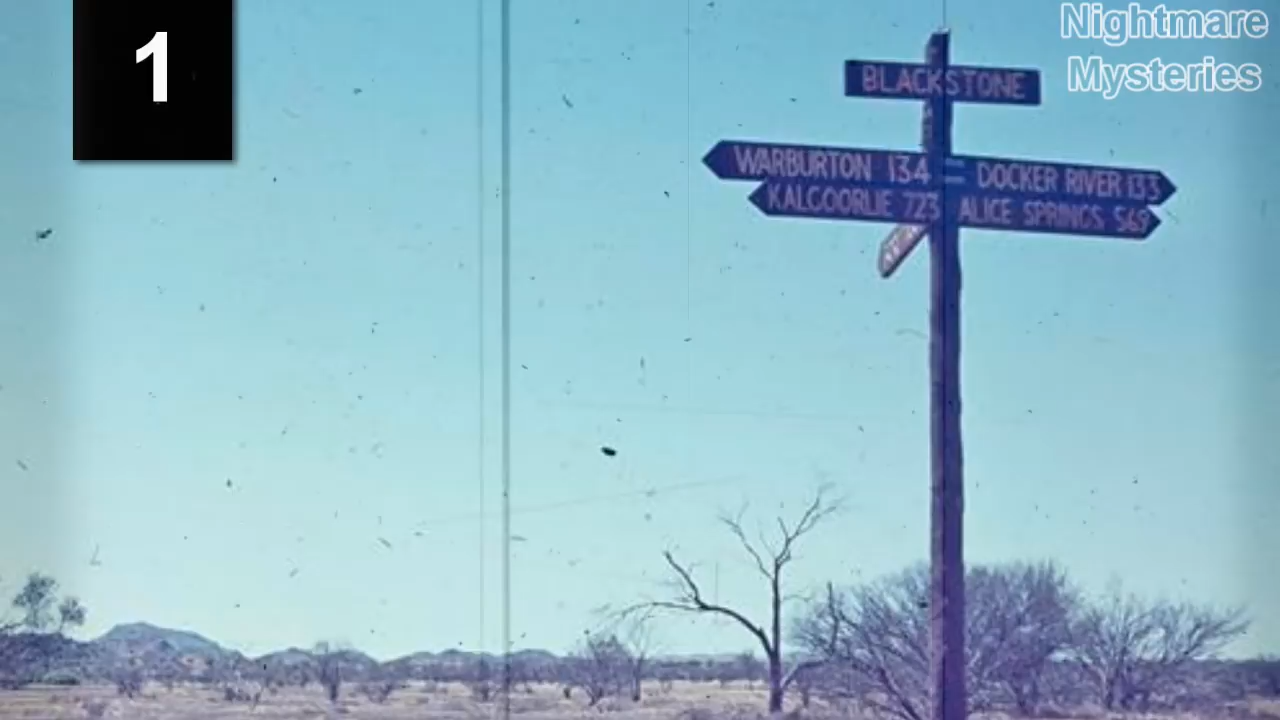 1
Nightmare
Mysteries
BLACKSTONE
WARBURTON 134 — DOCKER RIVER 133
KALGOORLIE 723 ALICE SPRINGS 569